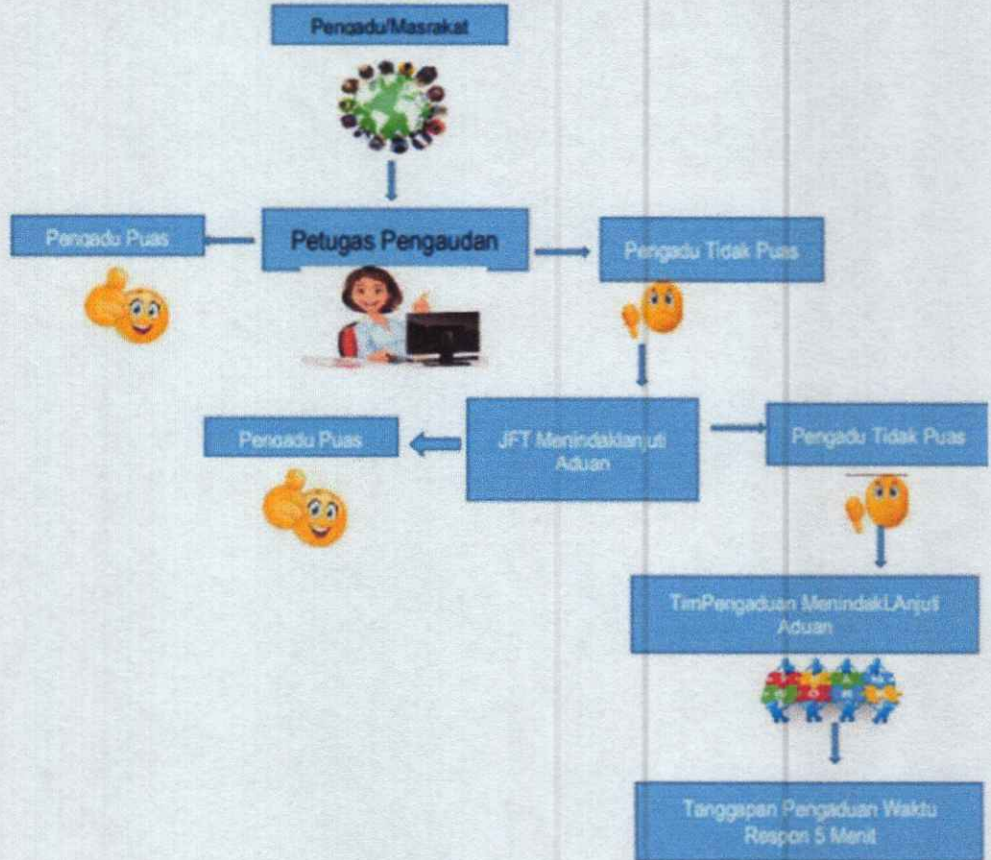 Pengadu/Masrakat
Pengadu Puas
Petugas Pengaudan
Pengadu Tidak Puas
Pengadu Puas
JFT Menindaklanjuti
Aduan
Pengadu Tidak Puas
TimPengaduan MenindakLAnjuti
Aduan
Tanggapan Pengaduan Waktu
Respon 5 Menit